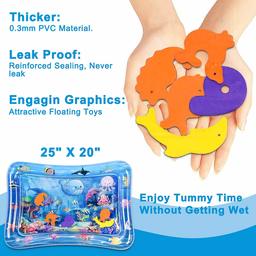 Thicker:
0.3mm PVC Material.
Leak Proof:
Reinforced Sealing, Never
leak
Engagin Graphics:
Attractive Floating Toys
25" X 20"
Enjoy Tummy Time
Without Getting Wet